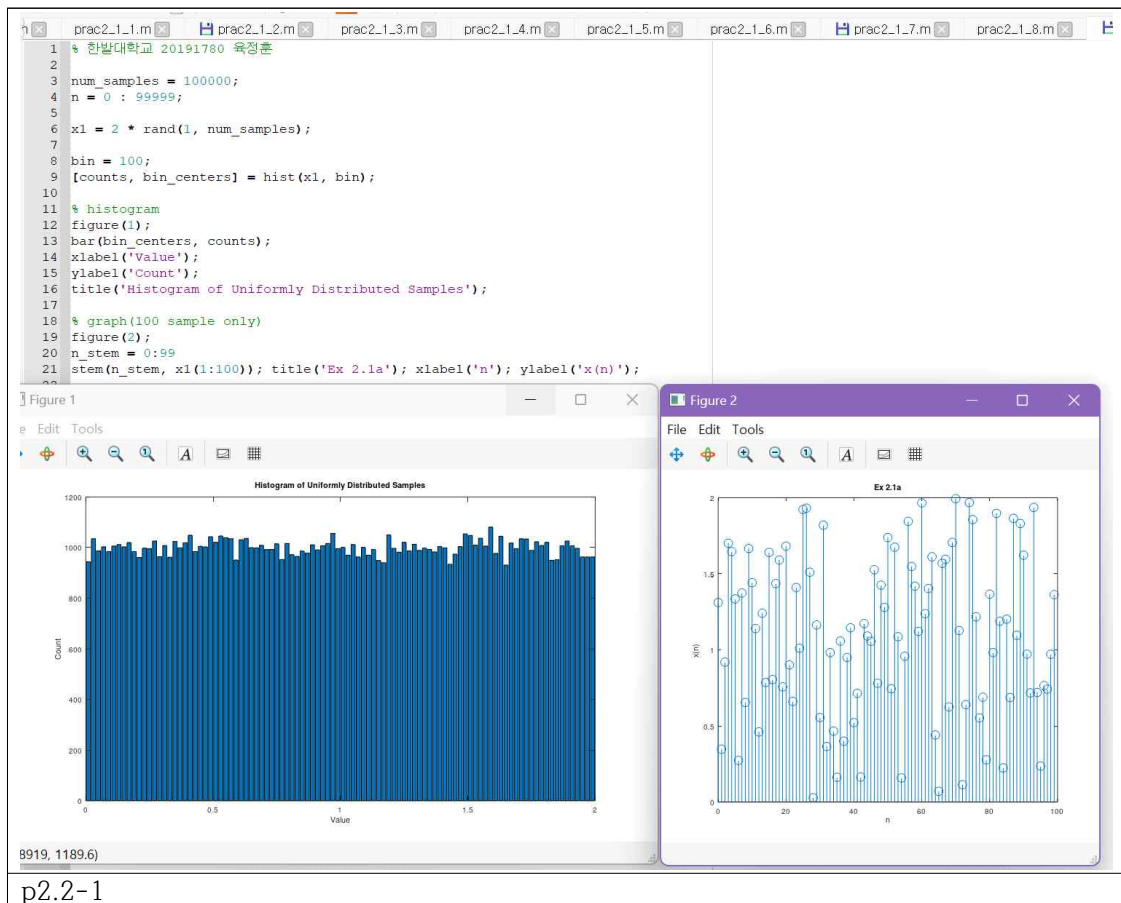 prac2_1_1.m prac2_1_2.m prac2_1_3.m prac2_1_4.m prac2_1_5.m prac2_1_6.m prac2_1_7.m prac2_1_8.m
1 % 한발대학교 20191780 육정훈
2
3 num_samples = 100000;
4 n = 0 : 99999;
5
6 x1 = 2 * rand(1, num_samples);
7
8 bin = 100;
9 [counts, bin_centers] = hist(x1, bin);
10
11 % histogram
12 figure(1);
13 bar(bin_centers, counts);
14 xlabel('Value');
15 ylabel('Count');
16 title('Histogram of Uniformly Distributed Samples');
17
18 % graph(100 sample only)
19 figure(2);
20 n_stem = 0:99
21 stem(n_stem, x1(1:100)); title('Ex 2.1a'); xlabel('n'); ylabel('x(n)');
Figure 1
Edit Tools
A
Histogram of Uniformly Distributed Samples
1200
1000
800
600
400
200
0
Count
0 0.5 1 1.5 2
Value
8919, 1189.6)
Figure 2
File Edit Tools
A
Ex 2.1a
2
1.5
1
0.5
0
x(n)
0 20 40 60 80 100
n
p2.2-1